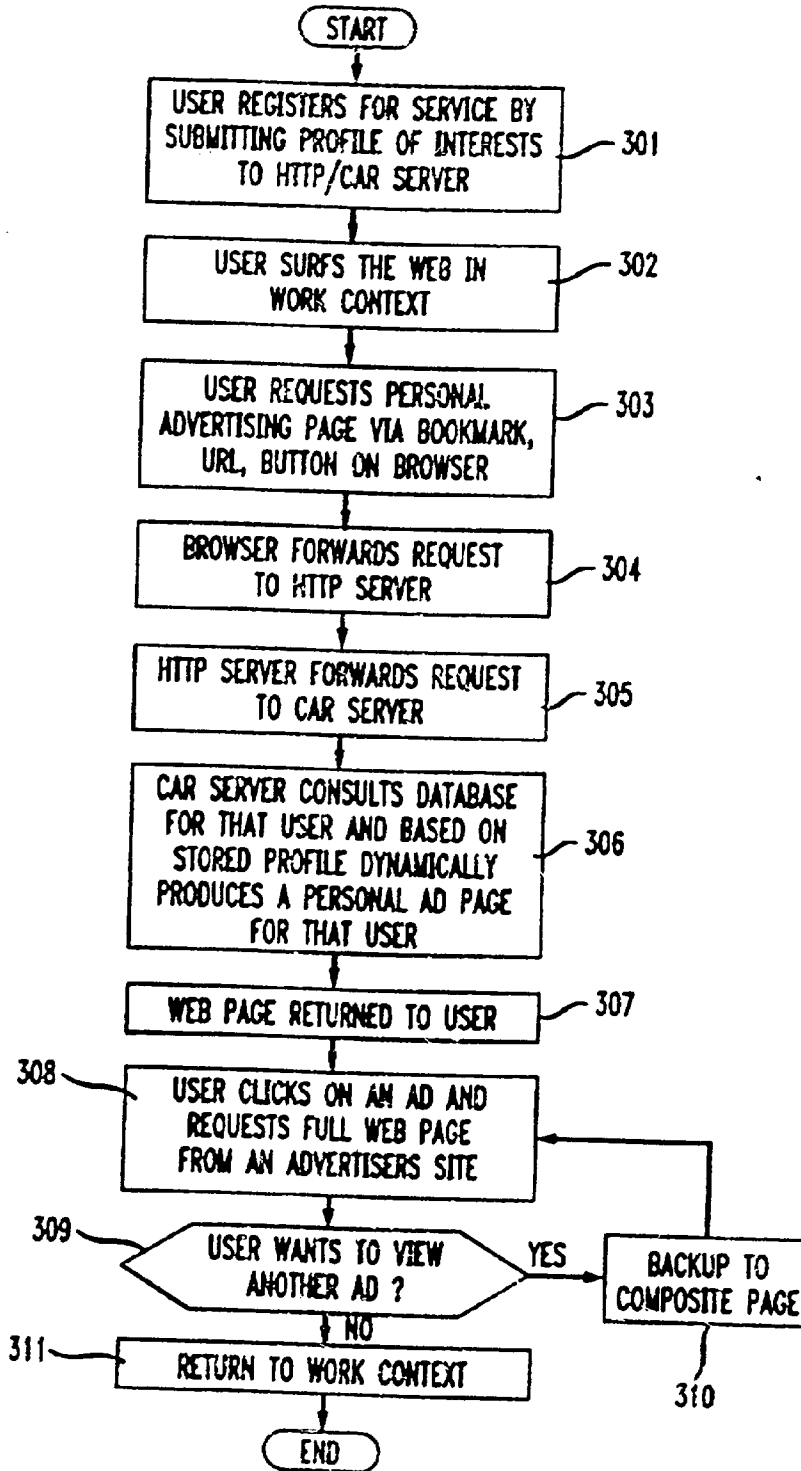 START
USER REGISTERS FOR SERVICE BY
SUBMITTING PROFILE OF INTERESTS
TO HTTP/CAR SERVER
301
USER SURFS THE WEB IN
WORK CONTEXT
302
USER REQUESTS PERSONAL
ADVERTISING PAGE VIA BOOKMARK,
URL, BUTTON ON BROWSER
303
BROWSER FORWARDS REQUEST
TO HTTP SERVER
304
HTTP SERVER FORWARDS REQUEST
TO CAR SERVER
305
CAR SERVER CONSULTS DATABASE
FOR THAT USER AND BASED ON
STORED PROFILE DYNAMICALLY
PRODUCES A PERSONAL AD PAGE
FOR THAT USER
306
WEB PAGE RETURNED TO USER
307
308
USER CLICKS ON AN AD AND
REQUESTS FULL WEB PAGE
FROM AN ADVERTISERS SITE
309
USER WANTS TO VIEW
ANOTHER AD ?
YES
BACKUP TO
COMPOSITE PAGE
310
NO
311
RETURN TO WORK CONTEXT
END